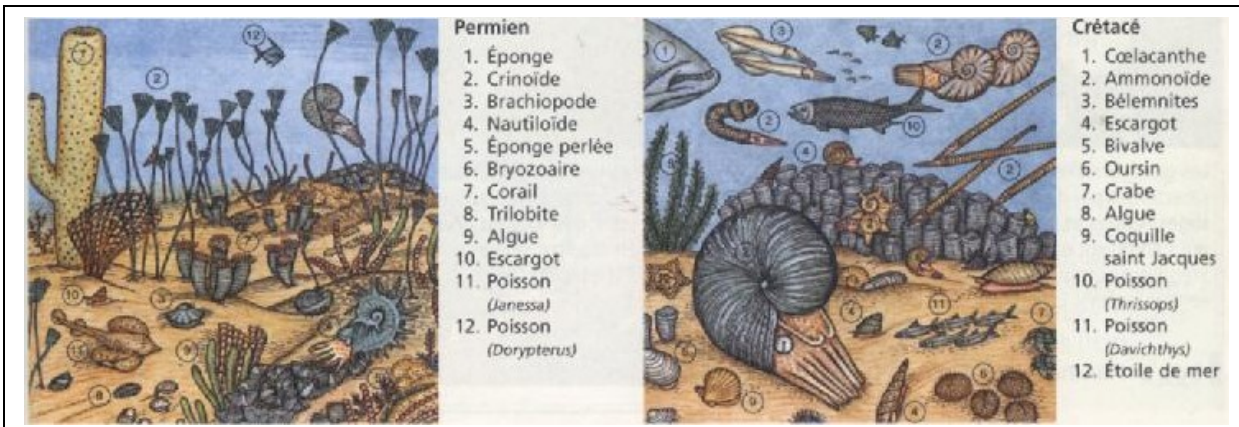 Permien
1. Éponge
2. Crinoïde
3. Brachiopode
4. Nautiloïde
5. Éponge perlée
6. Bryozoaire
7. Corail
8. Trilobite
9. Algue
10. Escargot
11. Poisson
(Janessa)
12. Poisson
(Dorypterus)
Crétacé
1. Cœlacanthe
2. Ammonoïde
3. Bélemnites
4. Escargot
5. Bivalve
6. Oursin
7. Crabe
8. Algue
9. Coquille
saint Jacques
10. Poisson
(Thrissops)
11. Poisson
(Davichthys)
12. Étoile de mer